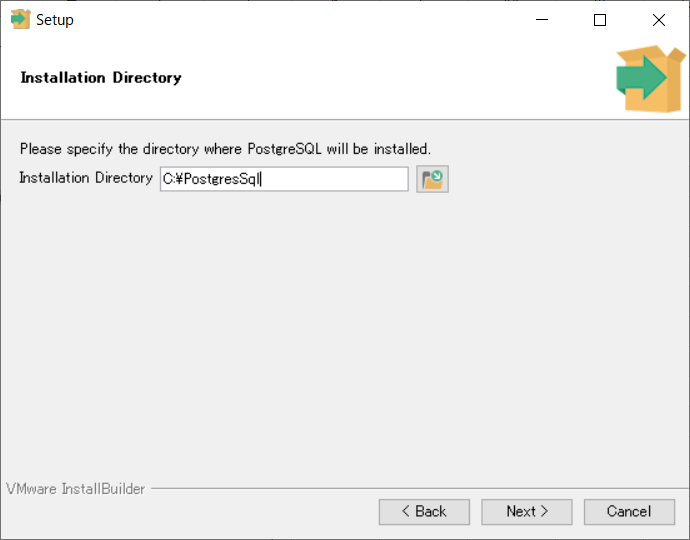 Setup
Installation Directory
Please specify the directory where PostgreSQL will be installed.
Installation Directory C:¥PostgresSql
VMware InstallBuilder
< Back Next > Cancel